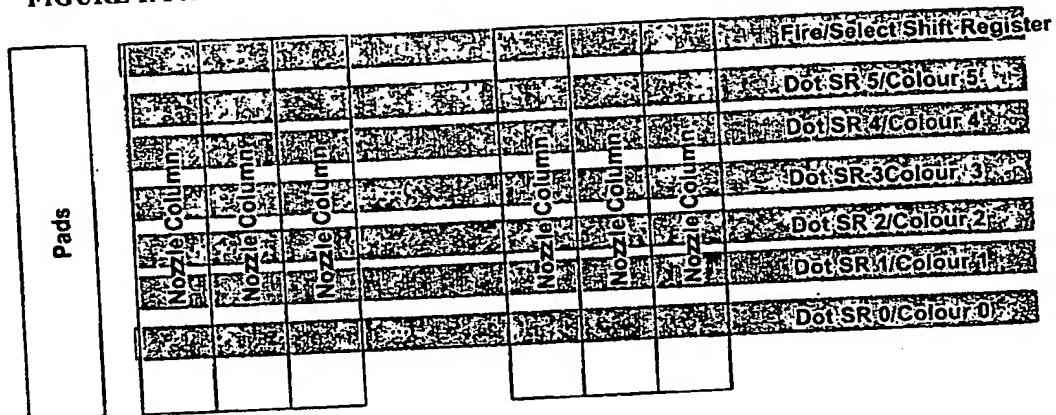 FIGURE 1.
Fire/Select Shift Register
Dot SR 5/Colour 5
Dot SR 4/Colour 4
Dot SR 3Colour 3
Dot SR 2/Colour 2
Dot SR 1/Colour 1
Dot SR 0/Colour 0
Pads
Nozzle Column
Nozzle Column
Nozzle Column
Nozzle Column
Nozzle Column
Nozzle Column